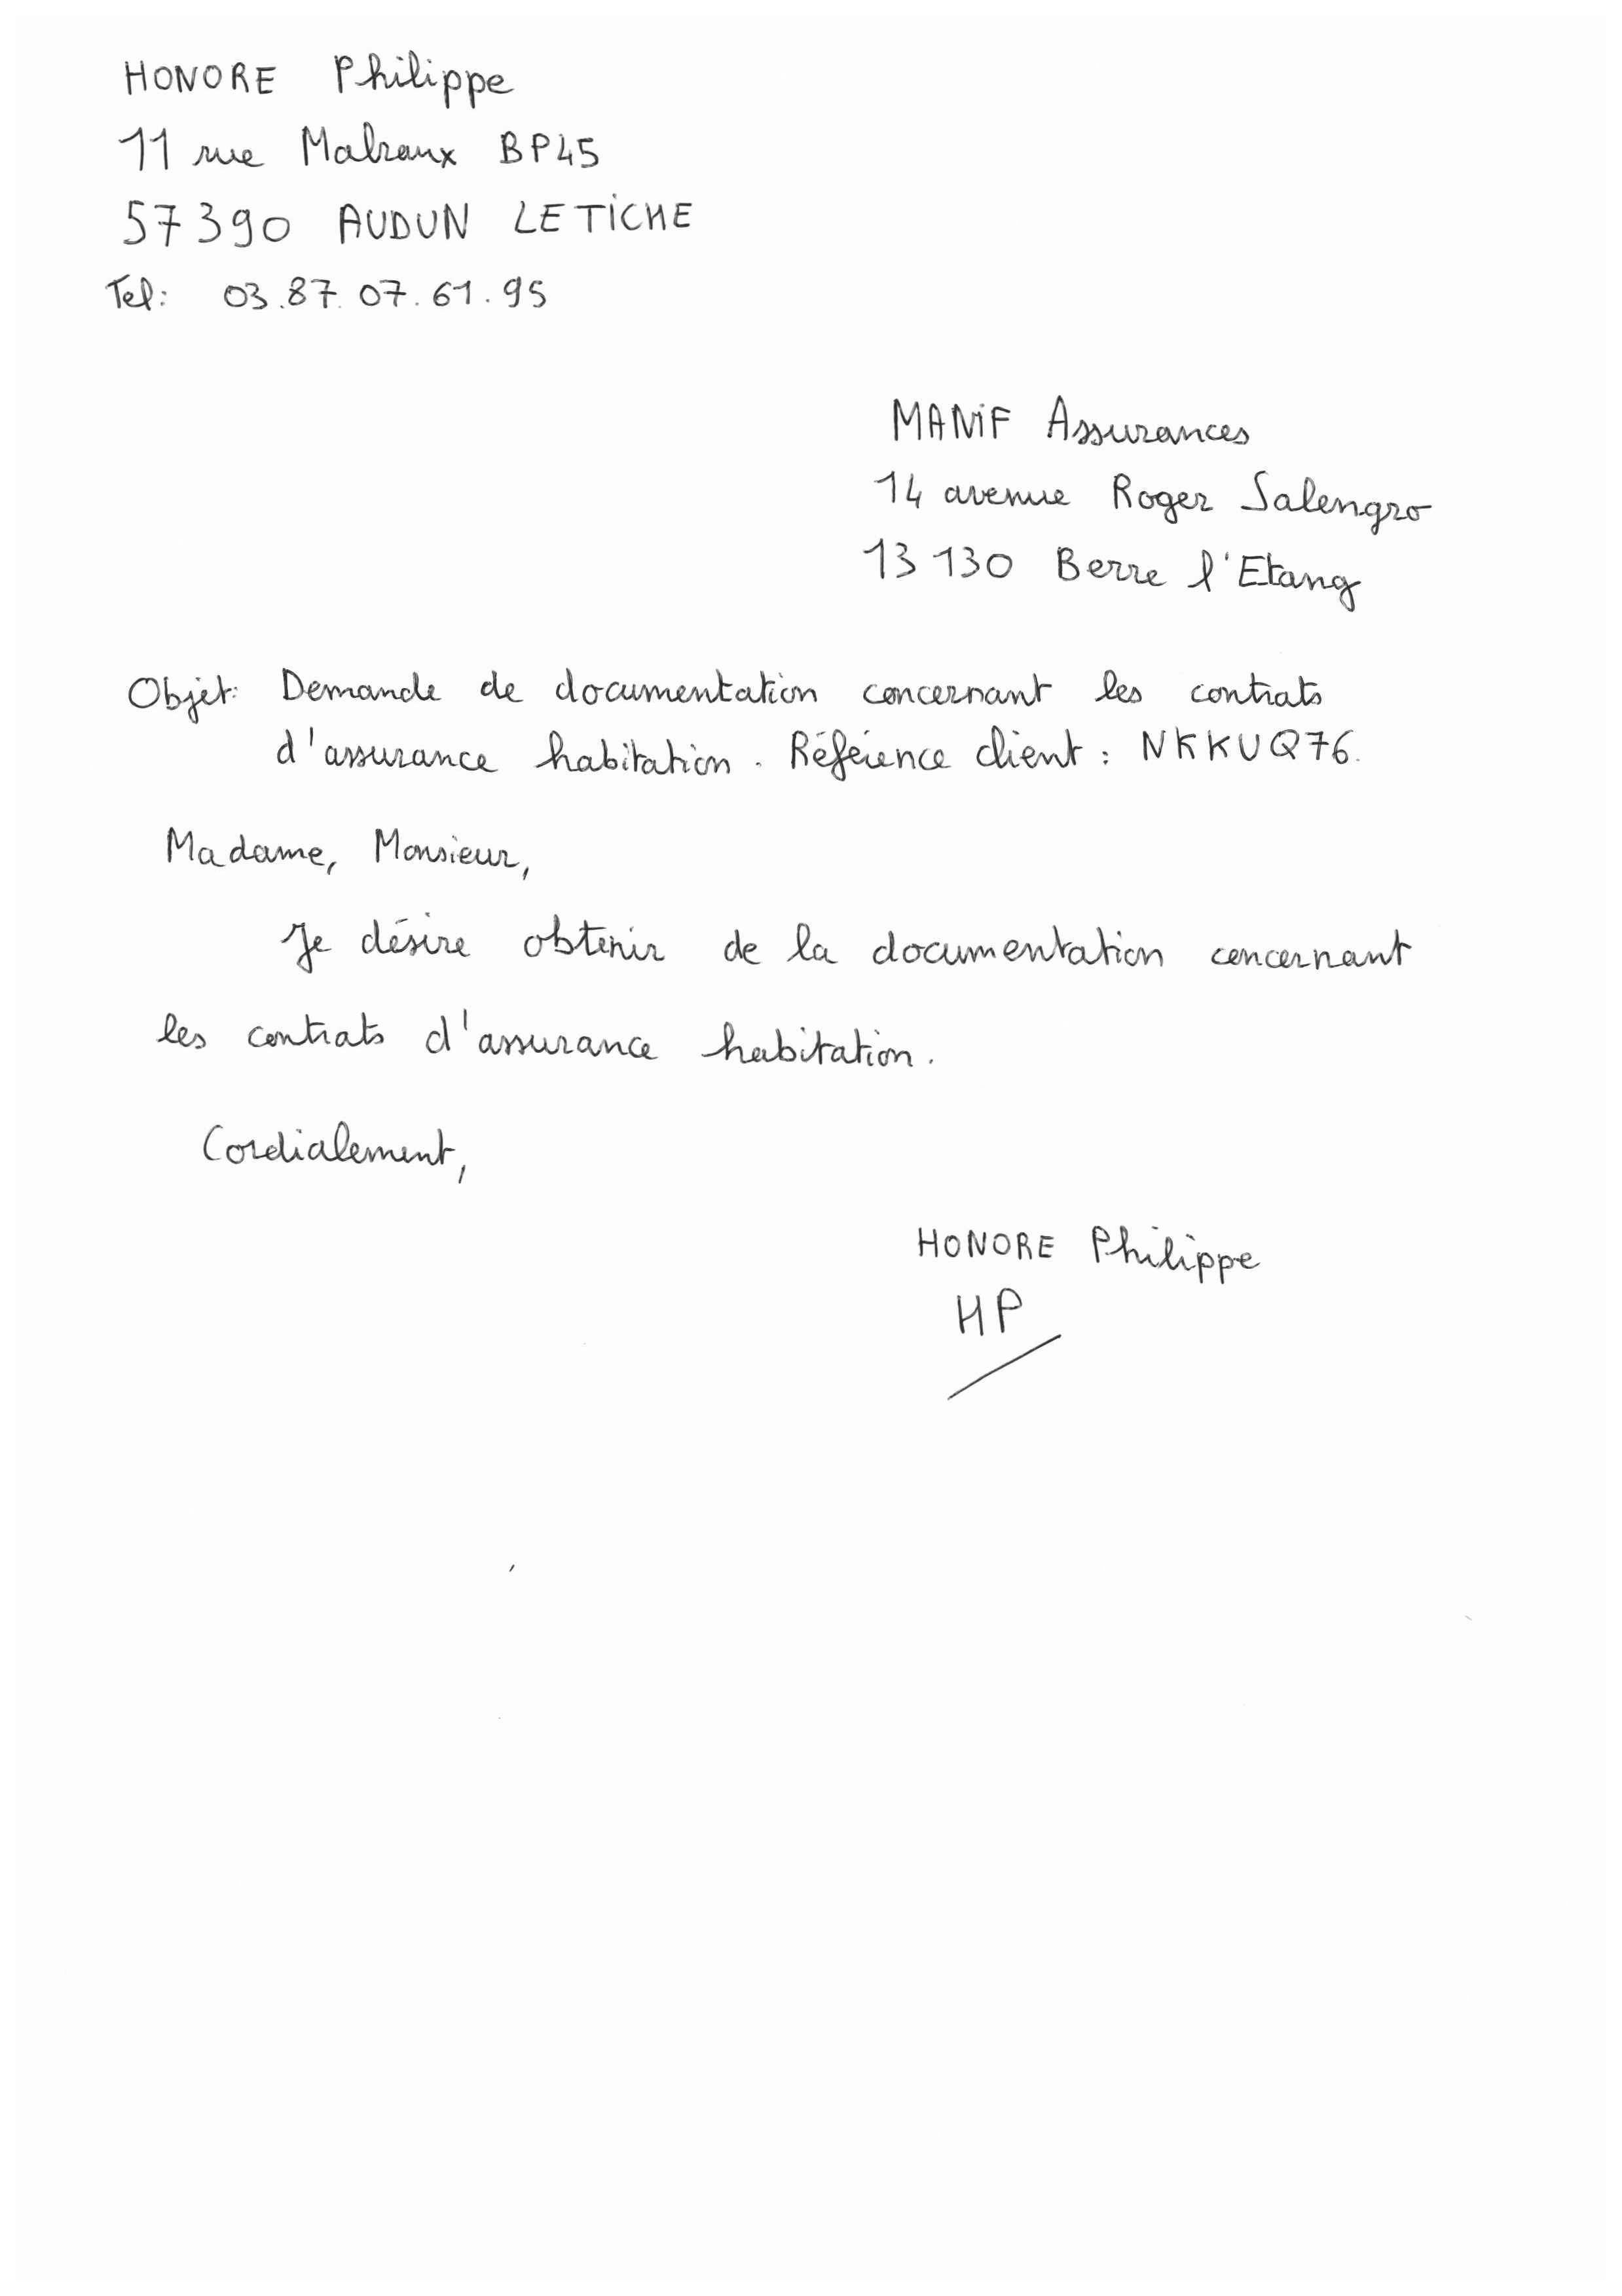 HONORE Philippe
11 rue Malraux BP45
57390 AUDUN LE TICHE
Tel: 03.87.07.61.95
MANIF Assurances
14 avenue Roger Salengro
13130 Berre l'Etang
Objet: Demande de documentation concernant les contrats
d'assurance habitation. Référence client : NKKUQ76.
Madame, Monsieur,
Je désire obtenir de la documentation concernant
les contrats d'assurance habitation.
Cordialement,
HONORE Philippe
HP